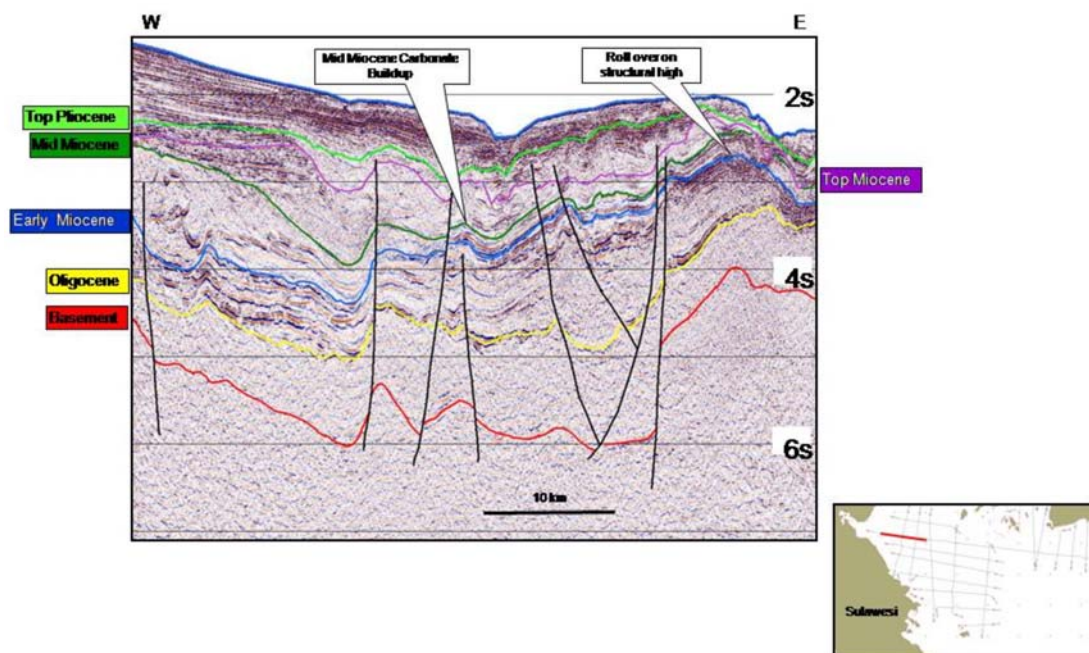 W
E
Mid Miocene Carbonate
Buildup
Roll over on
structural high
2s
Top Pliocene
Mid Miocene
Top Miocene
Early Miocene
4s
Oligocene
Basement
6s
10 km
Sulawesi